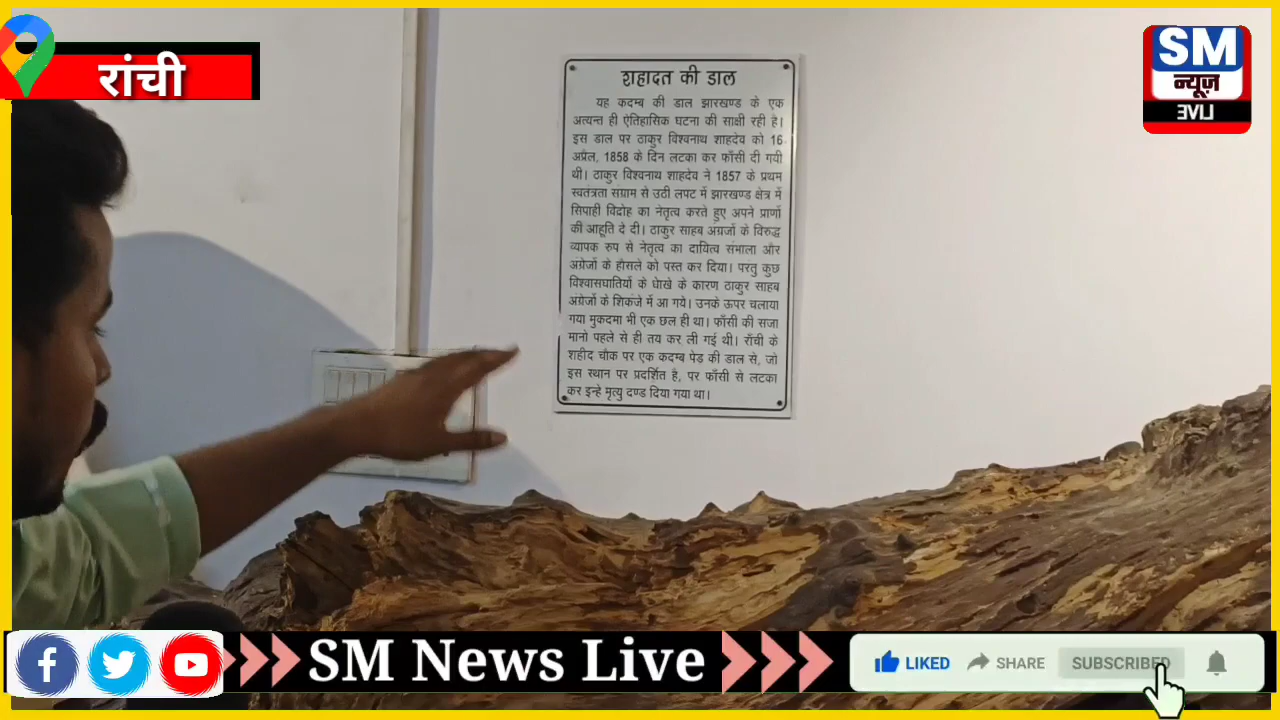 रांची
SM
न्यूज़
शहादत की डाल
यह कदम्ब की डाल झारखण्ड के एक
अत्यन्त ही ऐतिहासिक घटना की साक्षी रही है।
इस डाल पर ठाकुर विश्वनाथ शाहदेव को 16
अप्रैल, 1858 के दिन लटका कर फाँसी दी गयी
थी। ठाकुर विश्वनाथ शाहदेव ने 1857 के प्रथम
स्वतंत्रता संग्राम से उठी लपट में झारखण्ड क्षेत्र में
सिपाही विद्रोह का नेतृत्व करते हुए अपने प्राणों
की आहूति दे दी। ठाकुर साहब अंग्रजों के विरुद्ध
व्यापक रुप से नेतृत्व का दायित्व संभाला और
अंग्रेजों के हौसले को पस्त कर दिया। परंतु कुछ
विश्वासघातियों के धेाखे के कारण ठाकुर साहब
अंग्रेजों के शिकंजे में आ गये। उनके ऊपर चलाया
गया मुकदमा भी एक छल ही था। फाँसी की सजा
मानो पहले से ही तय कर ली गई थी। राँची के
शहीद चौक पर एक कदम्ब पेड़ की डाल से, जो
इस स्थान पर प्रदर्शित है, पर फाँसी से लटका
कर इन्हे मृत्यु दण्ड दिया गया था।
SM News Live
LIKED
SHARE
SUBSCRIBED